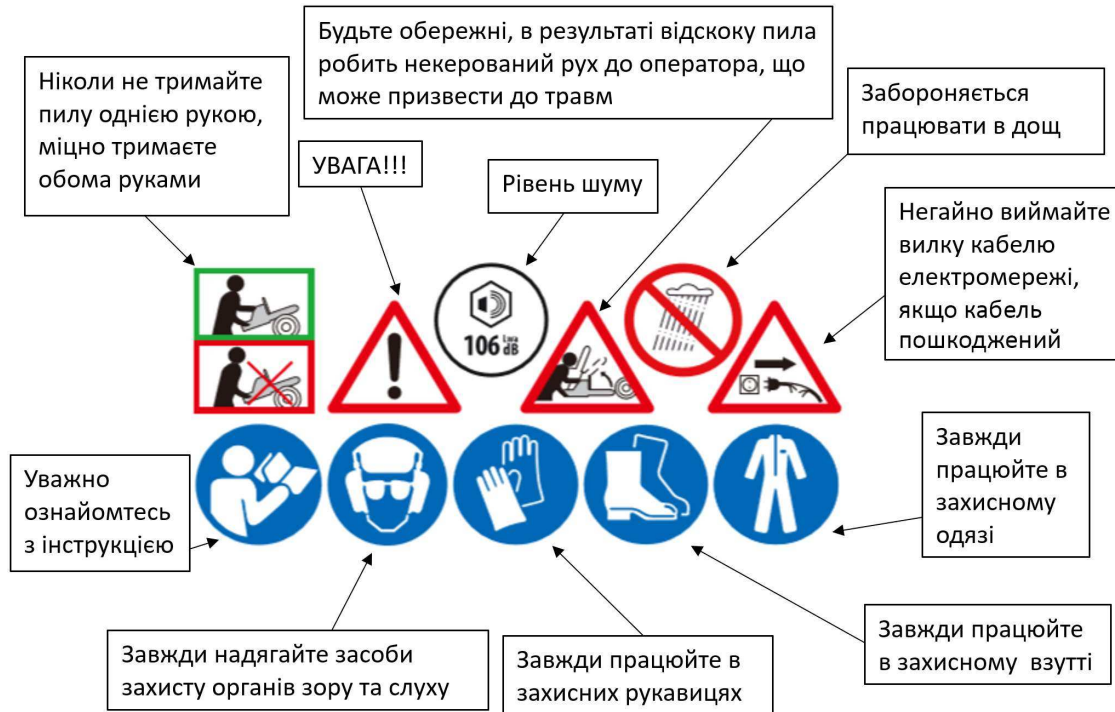 Будьте обережні, в результаті відскоку пила
робить некерований рух до оператора, що
може призвести до травм
Ніколи не тримайте
пилу однією рукою,
міцно тримаєте
обома руками
УВАГА!!!
Рівень шуму
Забороняється
працювати в дощ
Негайно виймайте
вилку кабелю
електромережі,
якщо кабель
пошкоджений
106 Lwa dB
Уважно
ознайомтесь
з інструкцією
Завжди
працюйте в
захисному
одязі
Завжди надягайте засоби
захисту органів зору та слуху
Завжди працюйте в
захисних рукавицях
Завжди працюйте
в захисному взутті